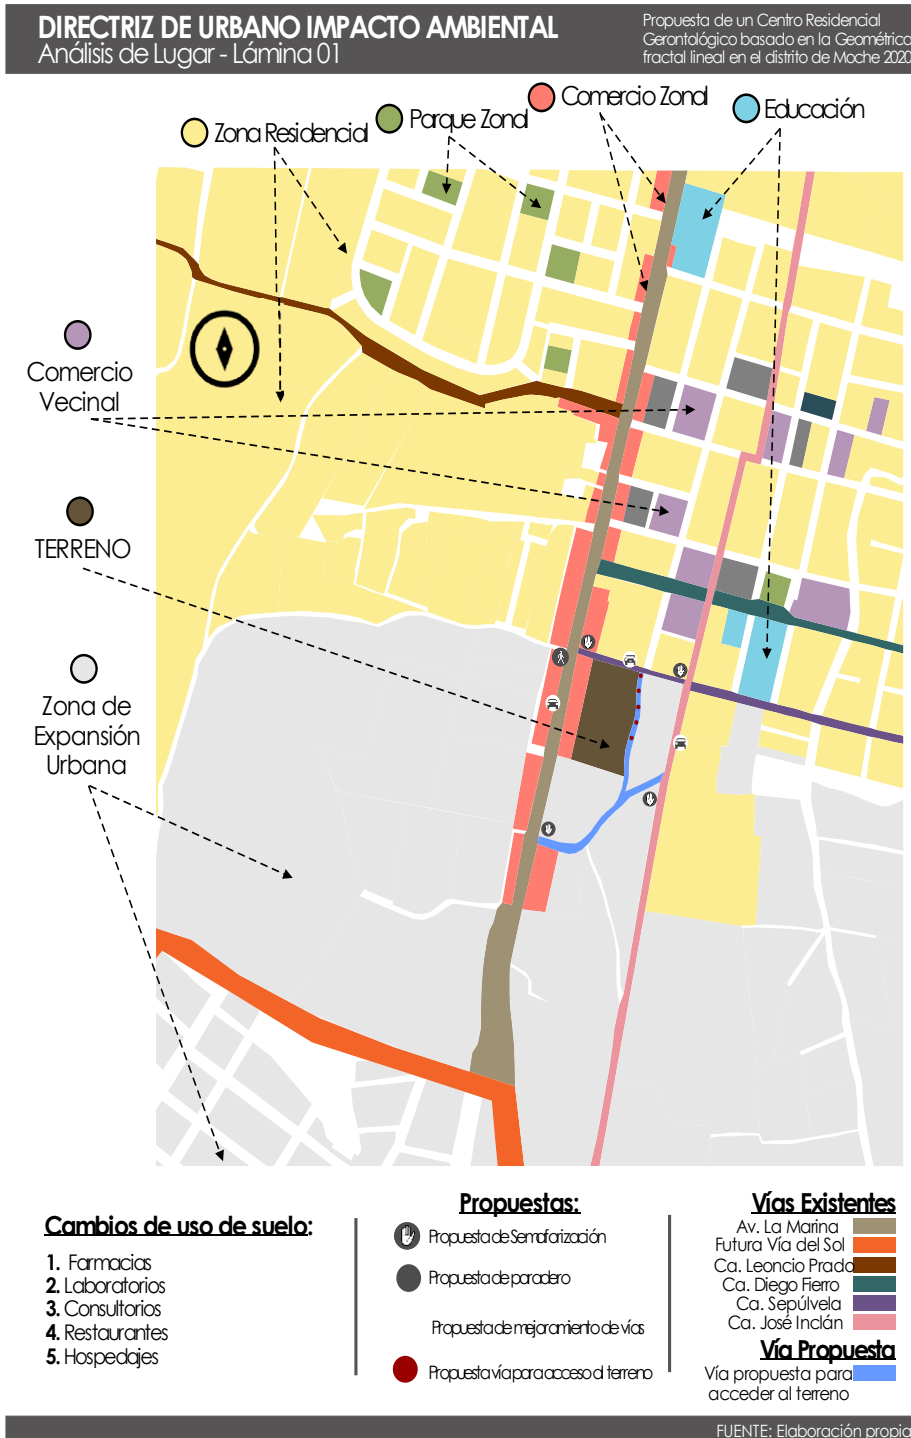 DIRECTRIZ DE URBANO IMPACTO AMBIENTAL
Análisis de Lugar - Lámina 01
Propuesta de un Centro Residencial
Gerontológico basado en la Geométrica
fractal lineal en el distrito de Moche 2020
Zona Residencial
Parque Zonal
Comercio Zonal
Educación
Comercio
Vecinal
TERRENO
Zona de
Expansión
Urbana
Cambios de uso de suelo:
1. Farmacias
2. Laboratorios
3. Consultorios
4. Restaurantes
5. Hospedajes
Propuestas:
Propuesta de Semafarización
Propuesta de paradero
Propuesta de mejoramiento de vías
Propuesta vía para acceso al terreno
Vías Existentes
Av. La Marina
Futura Vía del Sol
Ca. Leoncio Prado
Ca. Diego Fierro
Ca. Sepúlvela
Ca. José Inclán
Vía Propuesta
Vía propuesta para
acceder al terreno
FUENTE: Elaboración propia